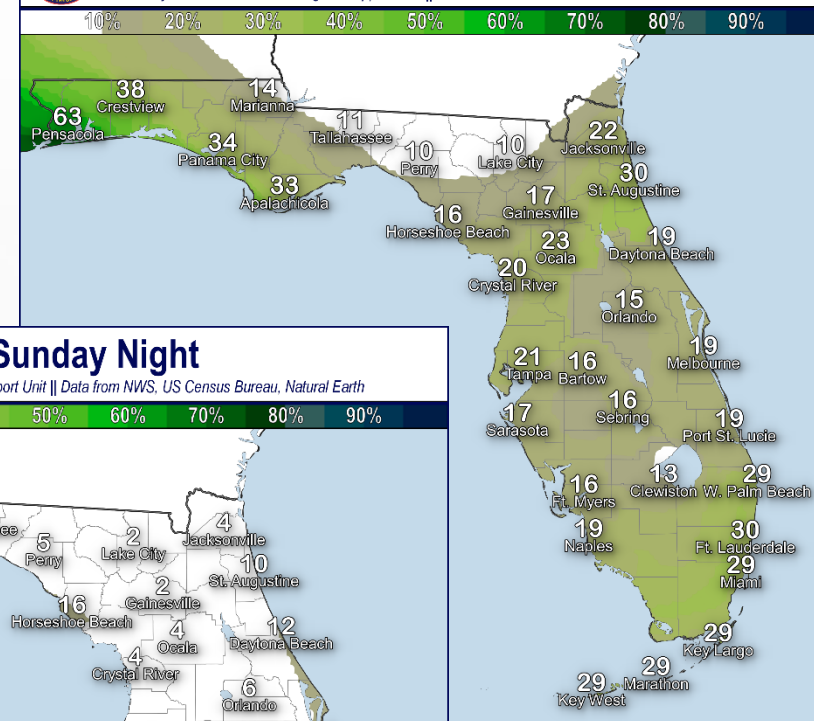 10% 20% 30% 40% 50% 60% 70% 80% 90%
38
Crestview
14
Marianna
63
Pensacola
11
Tallahassee
34
Panama City
10
Perry
10
Lake City
22
Jacksonville
33
Apalachicola
30
St. Augustine
17
Gainesville
16
Horseshoe Beach
23
Ocala
19
Daytona Beach
20
Crystal River
15
Orlando
21
Tampa
16
Bartow
19
Melbourne
16
Sebring
17
Sarasota
19
Port St. Lucie
16
Ft. Myers
13
Clewiston
29
W. Palm Beach
19
Naples
30
Ft. Lauderdale
29
Miami
29
Key Largo
29
Marathon
29
Key West
Sunday Night
port Unit || Data from NWS, US Census Bureau, Natural Earth
50% 60% 70% 80% 90%
ee
5
Perry
2
Lake City
4
Jacksonville
10
St. Augustine
2
Gainesville
16
Horseshoe Beach
4
Ocala
12
Daytona Beach
4
Crystal River
6
Orlando